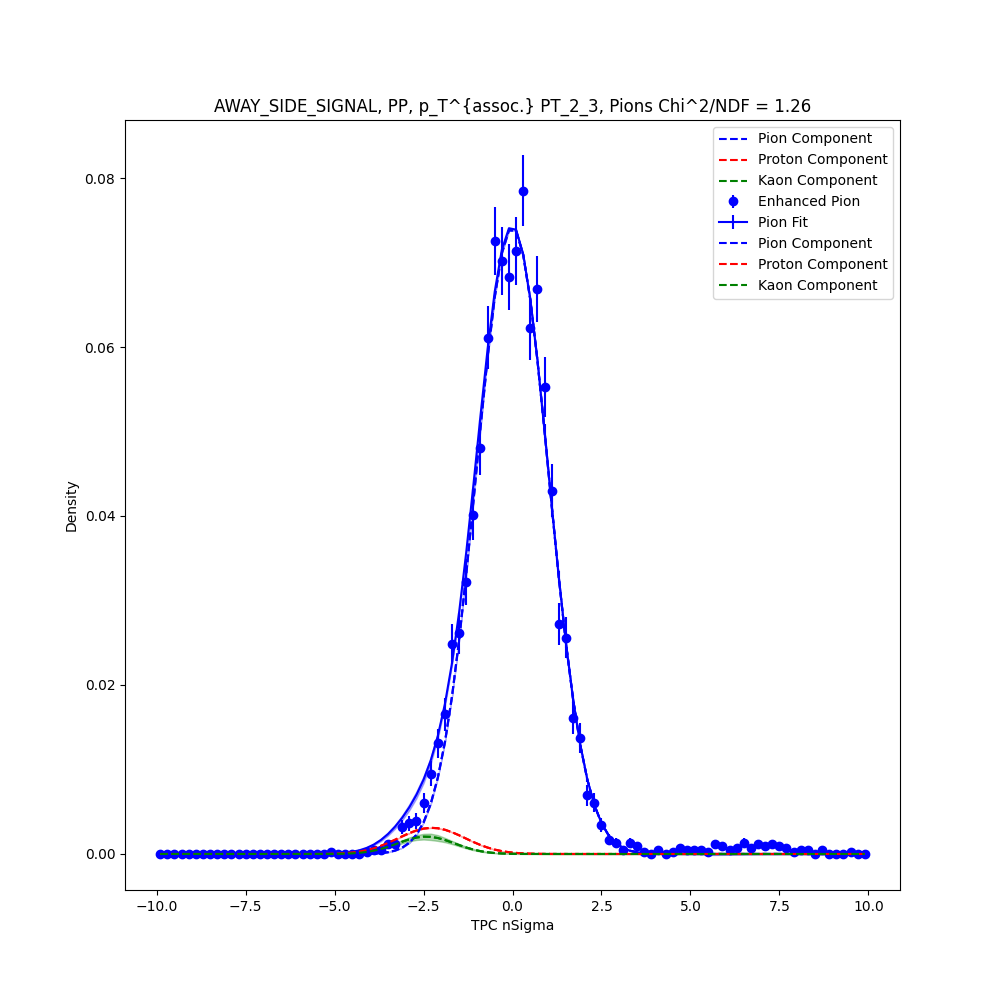 AWAY_SIDE_SIGNAL, PP, p_T^{assoc.} PT_2_3, Pions Chi^2/NDF = 1.26
Pion Component
Proton Component
Kaon Component
Enhanced Pion
Pion Fit
Pion Component
Proton Component
Kaon Component
0.08
0.06
0.04
0.02
0.00
Density
−10.0 −7.5 −5.0 −2.5 0.0 2.5 5.0 7.5 10.0
TPC nSigma